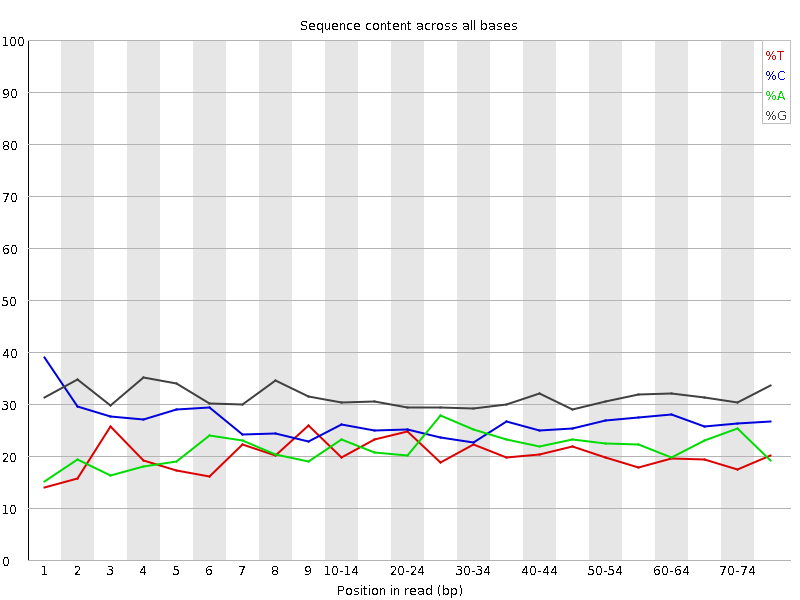 Sequence content across all bases
100
90
80
70
60
50
40
30
20
10
0
%T
%C
%A
%G
1 2 3 4 5 6 7 8 9 10-14 20-24 30-34 40-44 50-54 60-64 70-74
Position in read (bp)